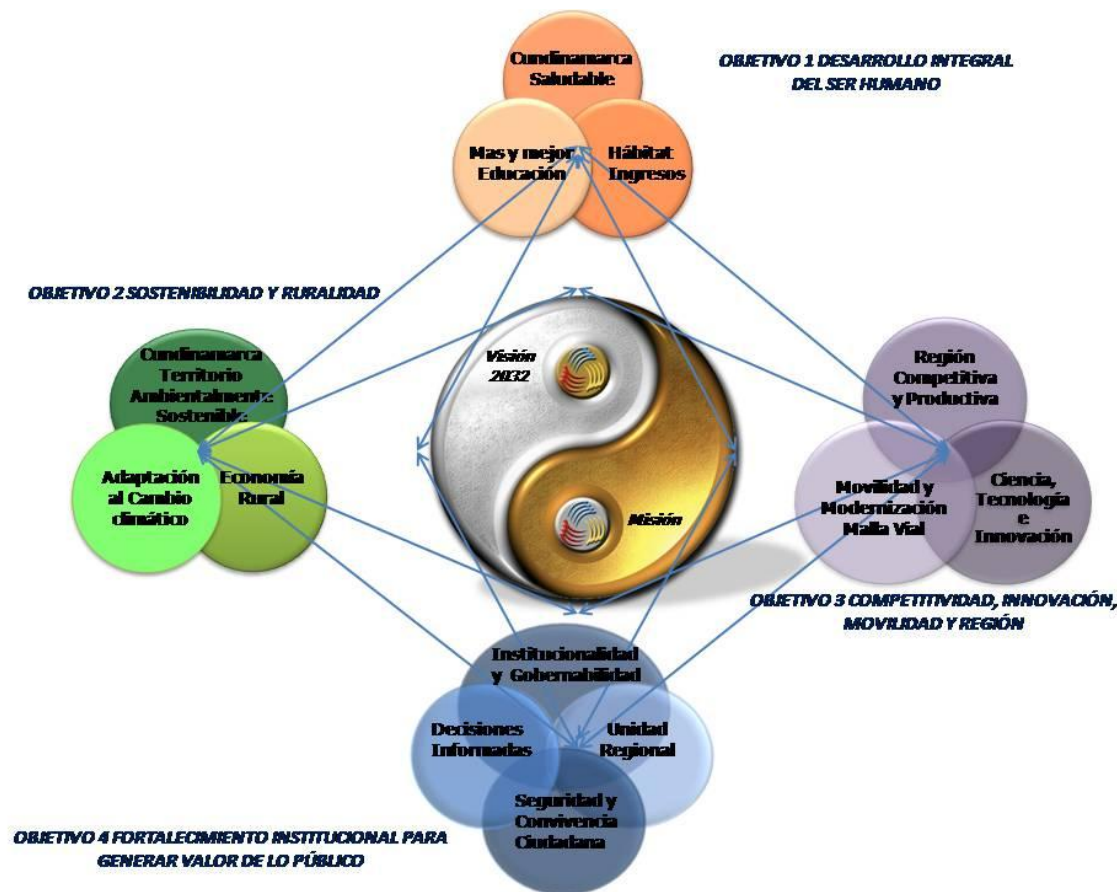 OBJETIVO 1 DESARROLLO INTEGRAL
DEL SER HUMANO
Cundinamarca
Saludable
Mas y mejor
Educación
Hábitat
Ingresos
OBJETIVO 2 SOSTENIBILIDAD Y RURALIDAD
Cundinamarca
Territorio
Ambientalmente
Sostenible
Adaptación
al Cambio
climático
Economía
Rural
Visión
2032
Misión
Región
Competitiva
y Productiva
Movilidad y
Modernización
Malla Vial
Ciencia,
Tecnología
e
Innovación
OBJETIVO 3 COMPETITIVIDAD, INNOVACIÓN,
MOVILIDAD Y REGIÓN
Institucionalidad
y Gobernabilidad
Decisiones
Informadas
Unidad
Regional
Seguridad y
Convivencia
Ciudadana
OBJETIVO 4 FORTALECIMIENTO INSTITUCIONAL PARA
GENERAR VALOR DE LO PÚBLICO